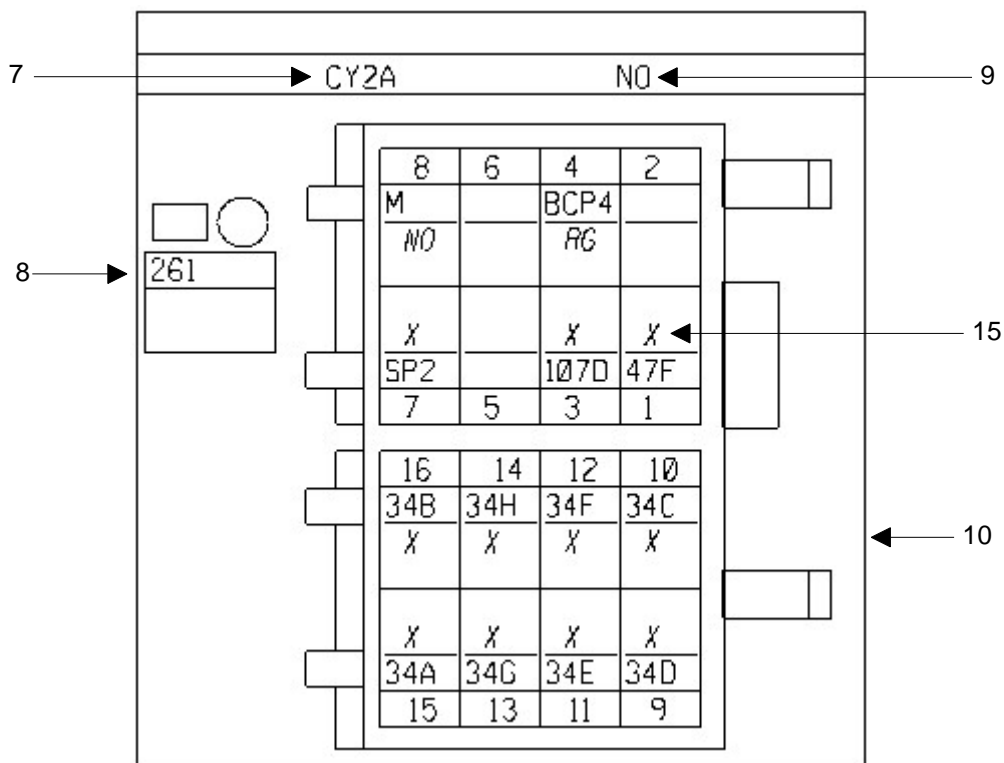 7 CY2A NO 9
8 6 4 2
M BCP4
NO RG
8 261
X X X 15
SP2 107D 47F
7 5 3 1
16 14 12 10
34B 34H 34F 34C
X X X X
10
X X X X
34A 34G 34E 34D
15 13 11 9